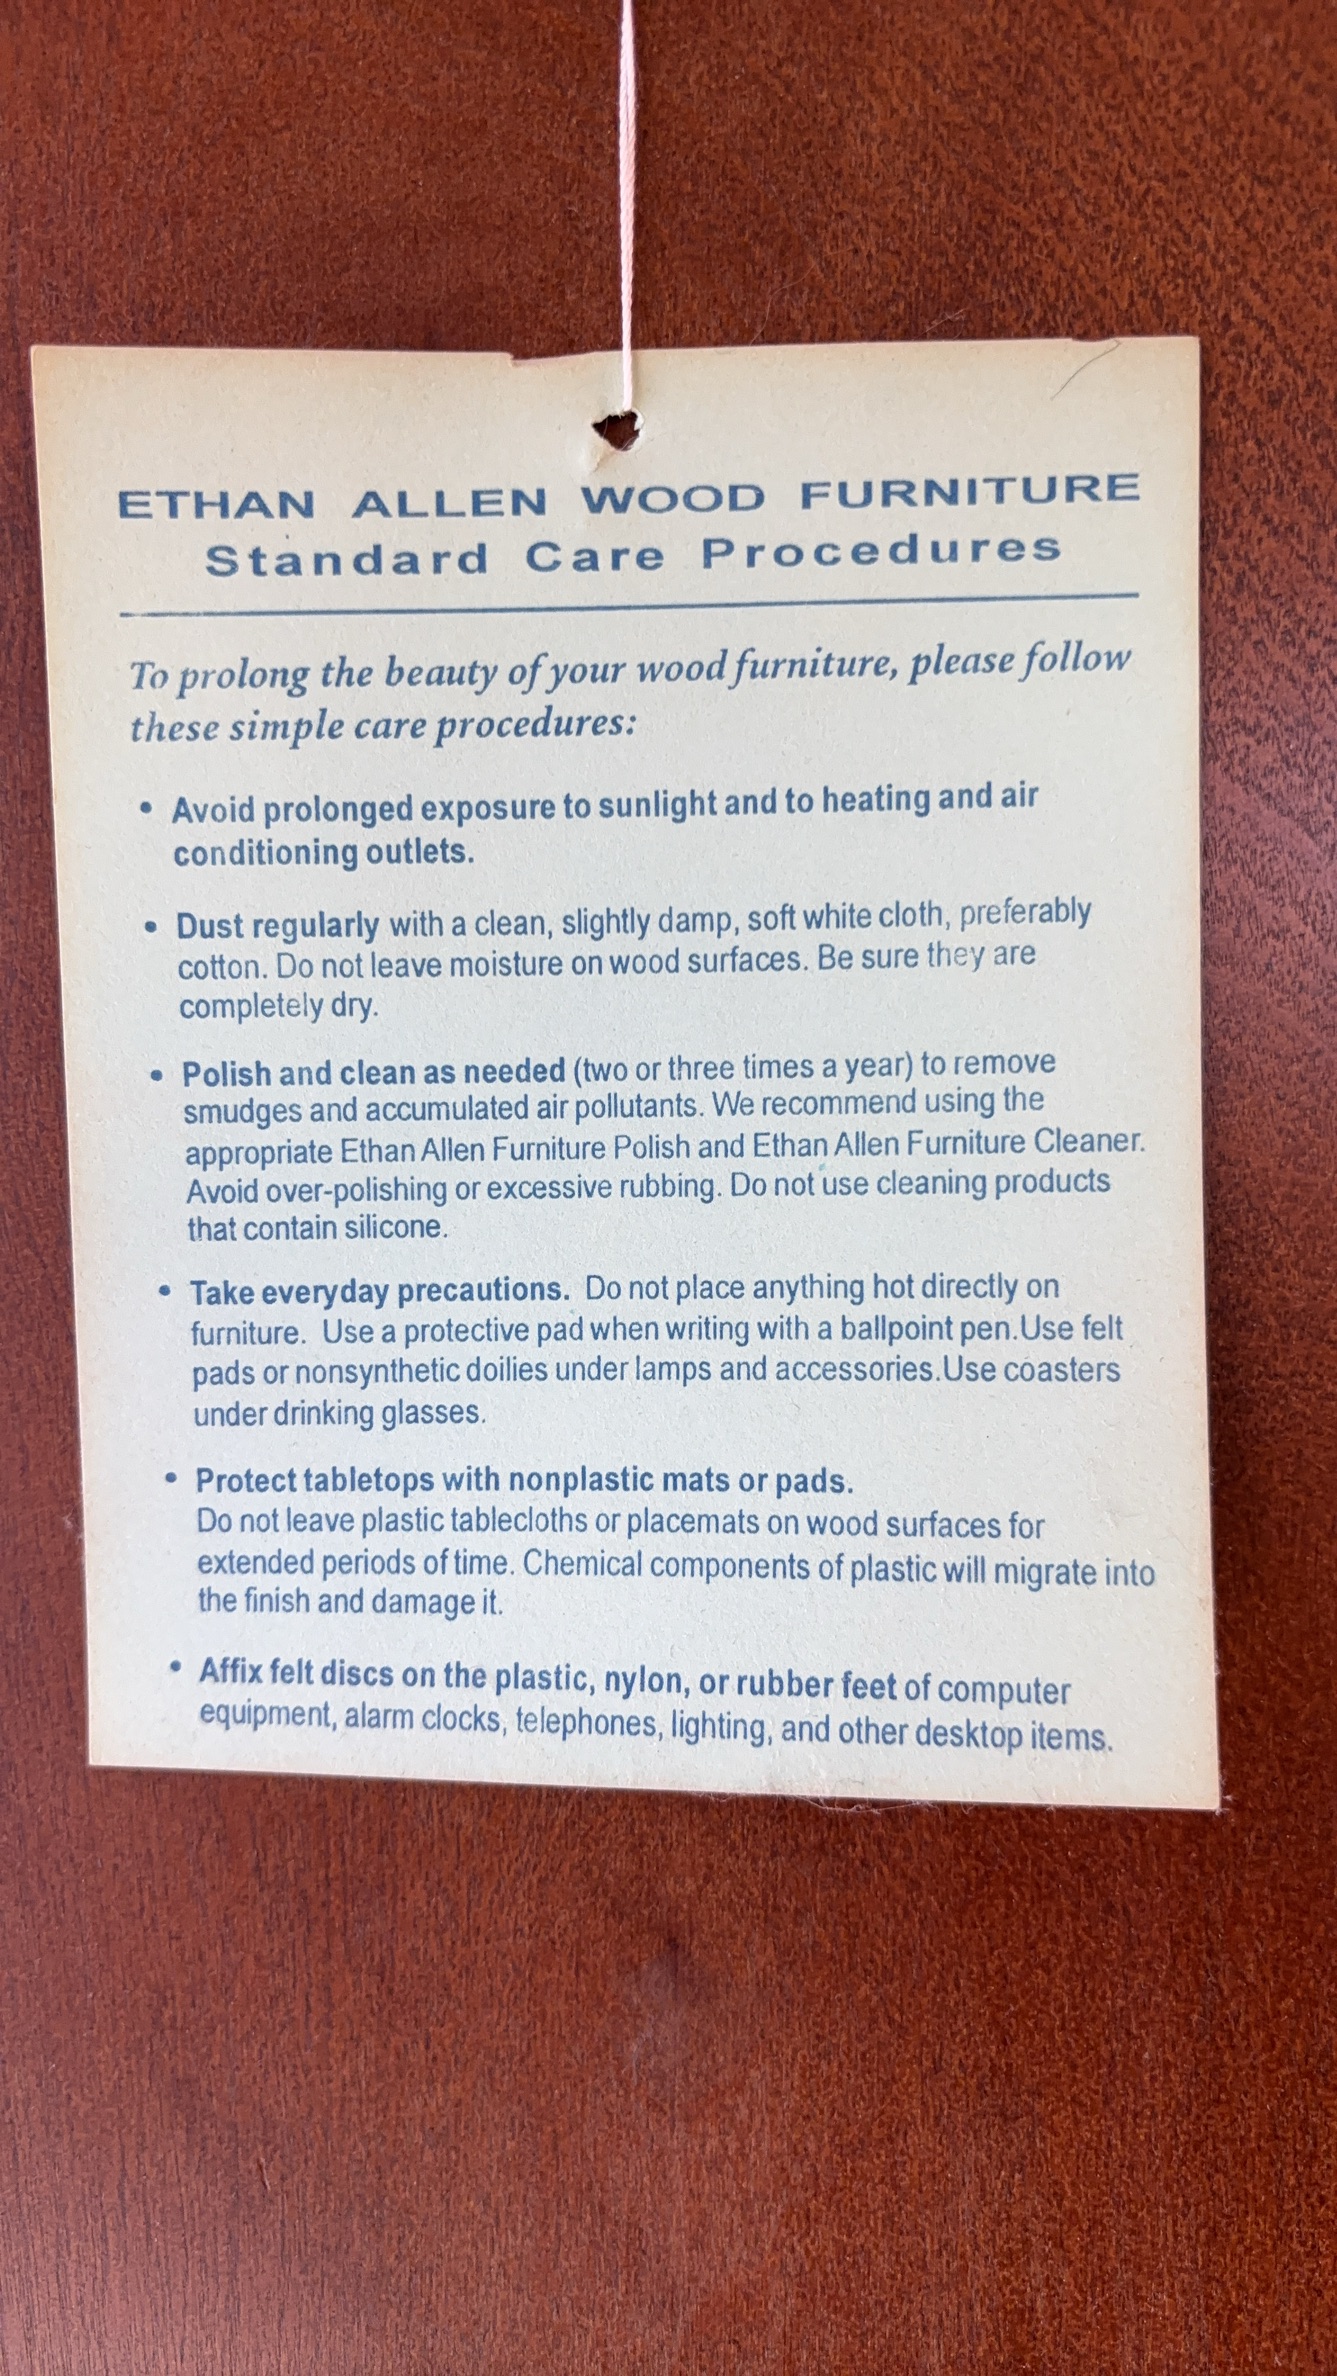 ETHAN ALLEN WOOD FURNITURE
Standard Care Procedures
To prolong the beauty of your wood furniture, please follow
these simple care procedures:
• Avoid prolonged exposure to sunlight and to heating and air
conditioning outlets.
• Dust regularly with a clean, slightly damp, soft white cloth, preferably
cotton. Do not leave moisture on wood surfaces. Be sure they are
completely dry.
• Polish and clean as needed (two or three times a year) to remove
smudges and accumulated air pollutants. We recommend using the
appropriate Ethan Allen Furniture Polish and Ethan Allen Furniture Cleaner.
Avoid over-polishing or excessive rubbing. Do not use cleaning products
that contain silicone.
• Take everyday precautions. Do not place anything hot directly on
furniture. Use a protective pad when writing with a ballpoint pen.Use felt
pads or nonsynthetic doilies under lamps and accessories.Use coasters
under drinking glasses.
• Protect tabletops with nonplastic mats or pads.
Do not leave plastic tablecloths or placemats on wood surfaces for
extended periods of time. Chemical components of plastic will migrate into
the finish and damage it.
• Affix felt discs on the plastic, nylon, or rubber feet of computer
equipment, alarm clocks, telephones, lighting, and other desktop items.